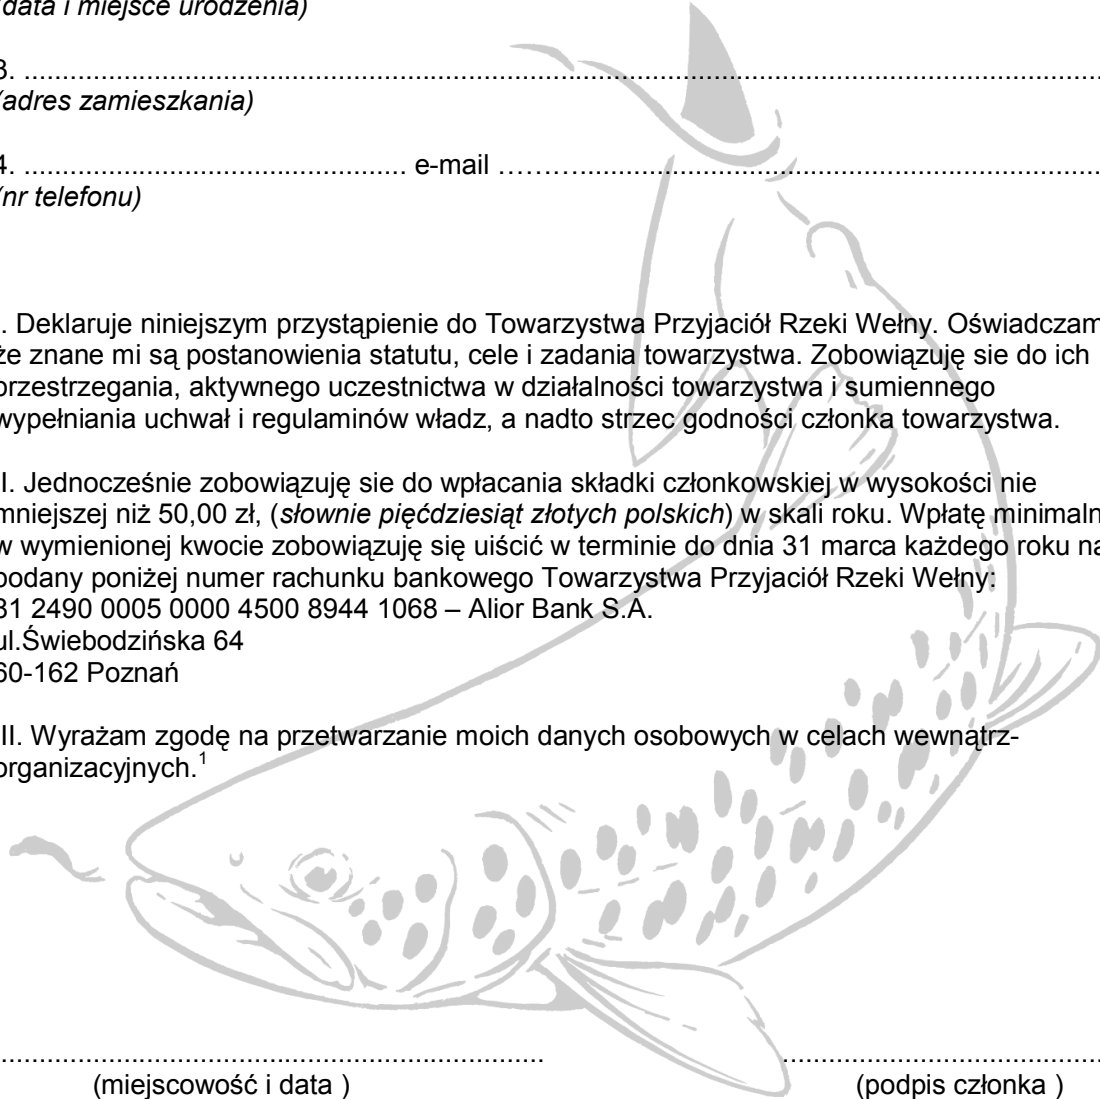 data i miejsce urodzenia)
3. ..........................................................................................................................................
(adres zamieszkania)
4. .................................................. e-mail ....................................................................
(nr telefonu)
. Deklaruje niniejszym przystąpienie do Towarzystwa Przyjaciół Rzeki Wełny. Oświadczam
że znane mi są postanowienia statutu, cele i zadania towarzystwa. Zobowiązuję sie do ich
przestrzegania, aktywnego uczestnictwa w działalności towarzystwa i sumiennego
wypełniania uchwał i regulaminów władz, a nadto strzec godności członka towarzystwa.
II. Jednocześnie zobowiązuję sie do wpłacania składki członkowskiej w wysokości nie
mniejszej niż 50,00 zł, (słownie pięćdziesiąt złotych polskich) w skali roku. Wpłatę minimaln
w wymienionej kwocie zobowiązuję się uiścić w terminie do dnia 31 marca każdego roku na
podany poniżej numer rachunku bankowego Towarzystwa Przyjaciół Rzeki Wełny:
81 2490 0005 0000 4500 8944 1068 – Alior Bank S.A.
ul.Świebodzińska 64
60-162 Poznań
III. Wyrażam zgodę na przetwarzanie moich danych osobowych w celach wewnątrz-
organizacyjnych.1
...................................................................... ..........................................
(miejscowość i data ) (podpis członka )